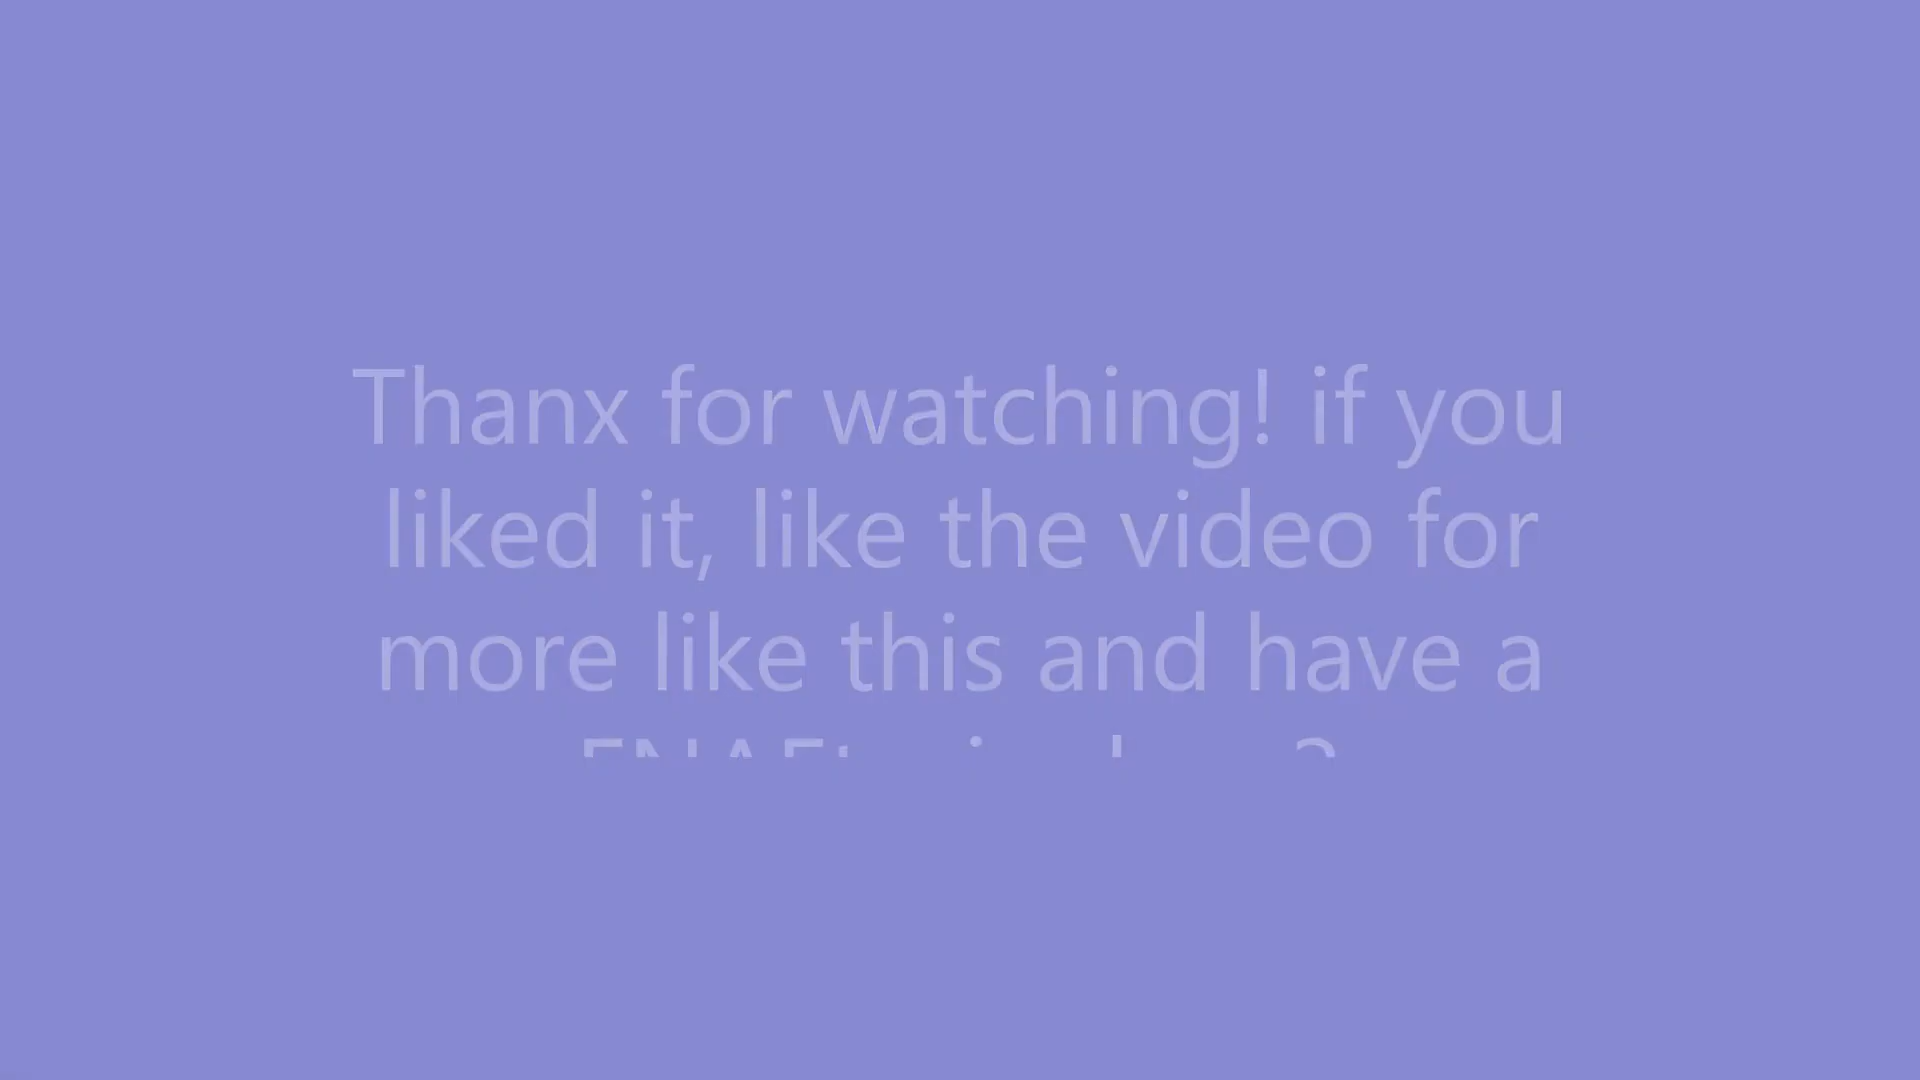 Thanx for watching! if you
liked it, like the video for
more like this and have a